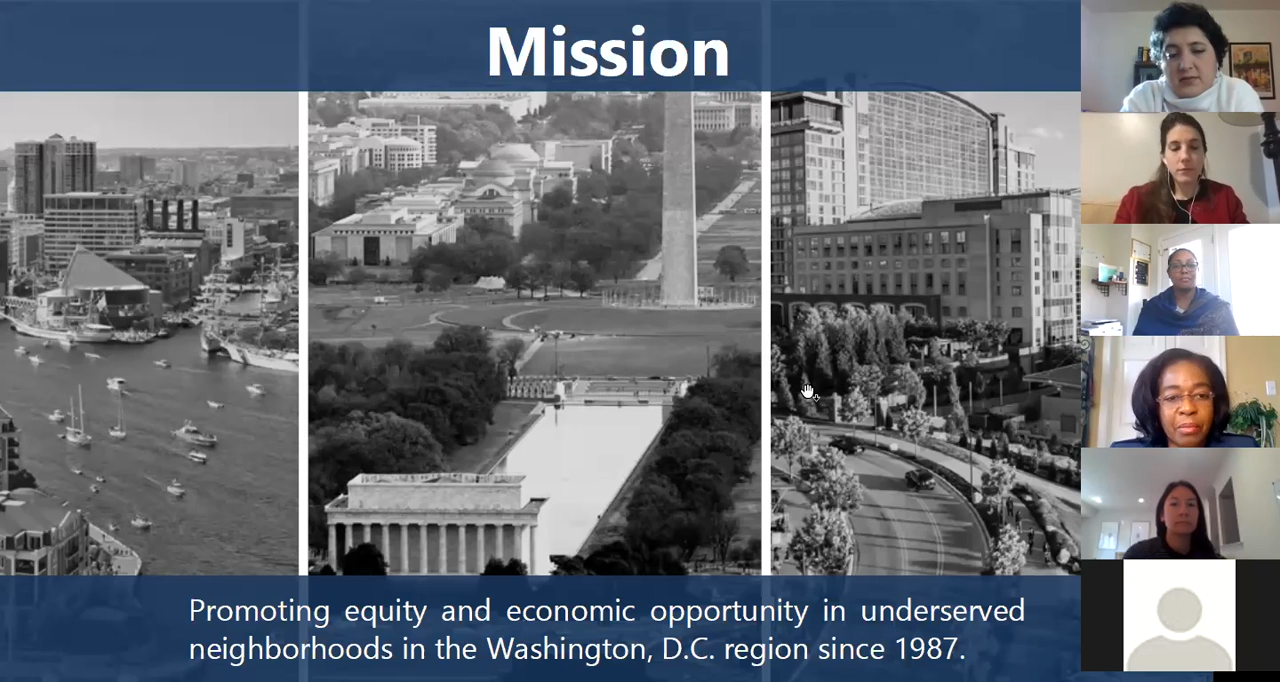 Mission
Promoting equity and economic opportunity in underserved
neighborhoods in the Washington, D.C. region since 1987.